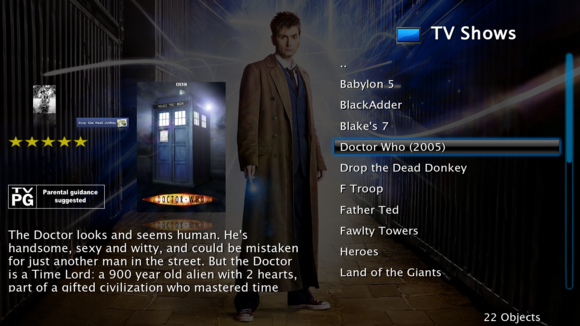 TV Shows
..
Babylon 5
BlackAdder
Blake's 7
Doctor Who (2005)
Drop the Dead Donkey
F Troop
Father Ted
Fawlty Towers
Heroes
Land of the Giants
22 Objects
BBC
DOCTOR WHO
TV
PG
Parental guidance
suggested
The Doctor looks and seems human. He's
handsome, sexy and witty, and could be mistaken
for just another man in the street. But the Doctor
is a Time Lord: a 900 year old alien with 2 hearts,
part of a gifted civilization who mastered time